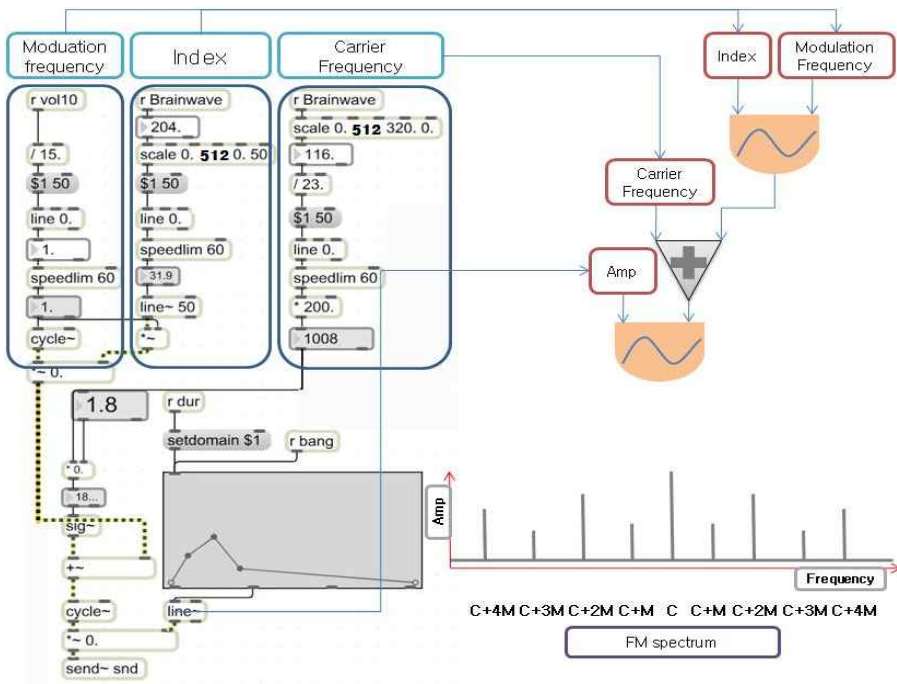 Moduation
frequency
Index
Carrier
Frequency
Index
Modulation
Frequency
r vol10
/ 15.
$1 50
line 0.
1.
speedlim 60
1.
cycle~
*~ 0.
r Brainwave
204.
scale 0. 512 0. 50
$1 50
line 0.
speedlim 60
31.9
line~ 50
*~
r Brainwave
scale 0. 512 320. 0.
116.
/ 23.
$1 50
line 0.
speedlim 60
* 200.
1008
Carrier
Frequency
Amp
1.8
r dur
setdomain $1
r bang
* 0.
18...
sig~
+~
cycle~
line~
*~ 0.
send~ snd
Amp
Frequency
C+4M C+3M C+2M C+M C C+M C+2M C+3M C+4M
FM spectrum